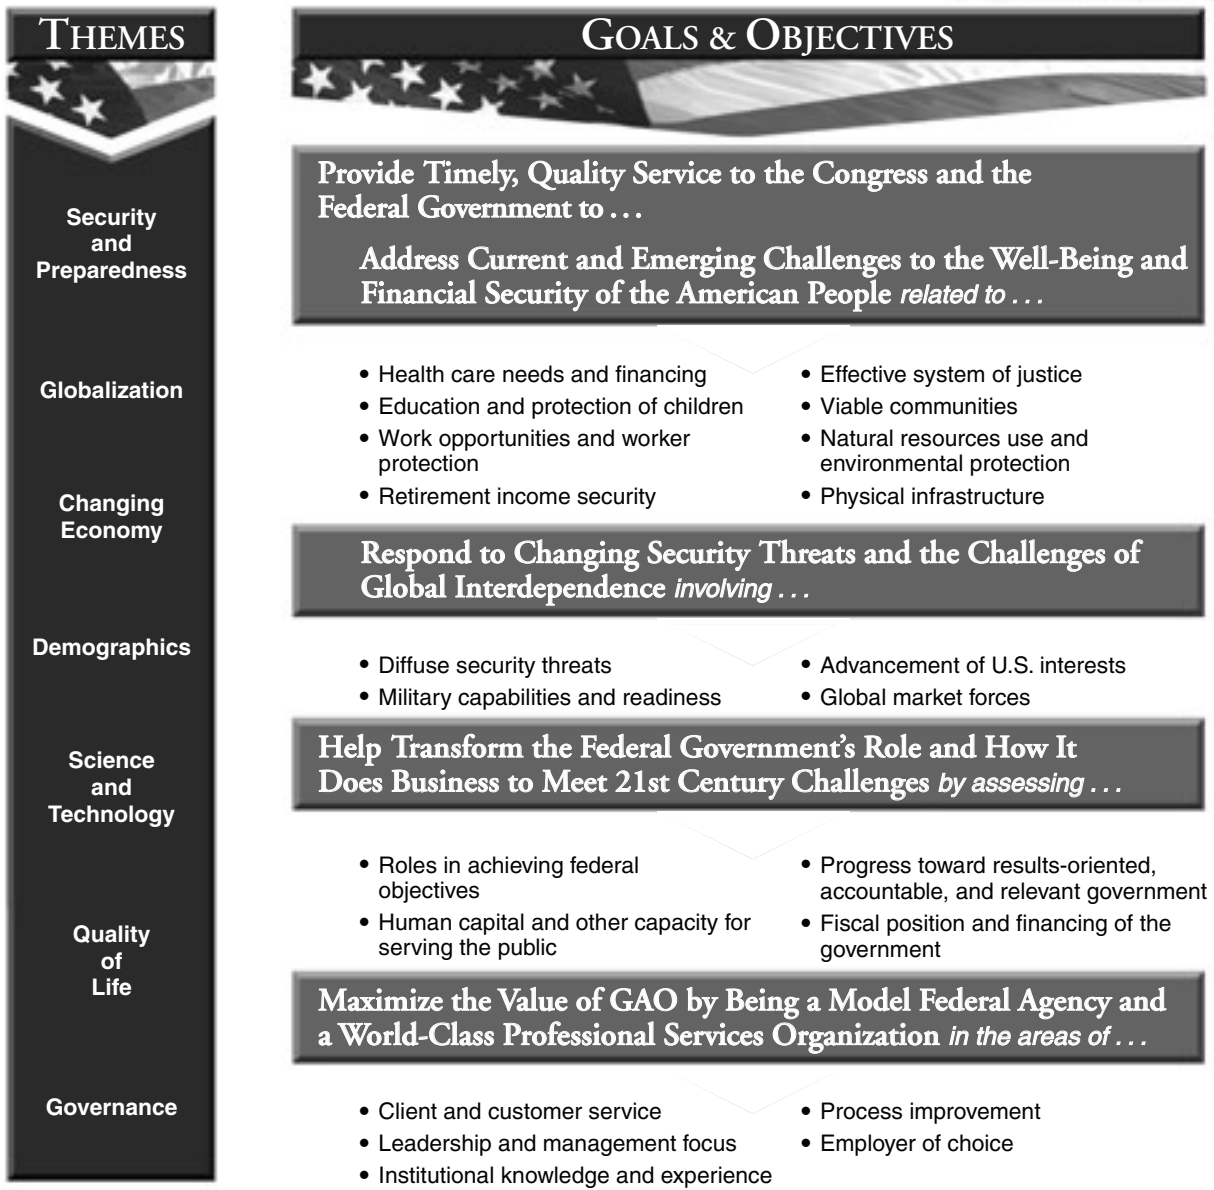 THEMES
Security
and
Preparedness
Globalization
Changing
Economy
Demographics
Science
and
Technology
Quality
of
Life
Governance
GOALS & OBJECTIVES
Provide Timely, Quality Service to the Congress and the
Federal Government to . . .
Address Current and Emerging Challenges to the Well-Being and
Financial Security of the American People related to . . .
• Health care needs and financing
• Education and protection of children
• Work opportunities and worker
protection
• Retirement income security
• Effective system of justice
• Viable communities
• Natural resources use and
environmental protection
• Physical infrastructure
Respond to Changing Security Threats and the Challenges of
Global Interdependence involving . . .
• Diffuse security threats
• Military capabilities and readiness
• Advancement of U.S. interests
• Global market forces
Help Transform the Federal Government's Role and How It
Does Business to Meet 21st Century Challenges by assessing . . .
• Roles in achieving federal
objectives
• Human capital and other capacity for
serving the public
• Progress toward results-oriented,
accountable, and relevant government
• Fiscal position and financing of the
government
Maximize the Value of GAO by Being a Model Federal Agency and
a World-Class Professional Services Organization in the areas of . . .
• Client and customer service
• Leadership and management focus
• Institutional knowledge and experience
• Process improvement
• Employer of choice